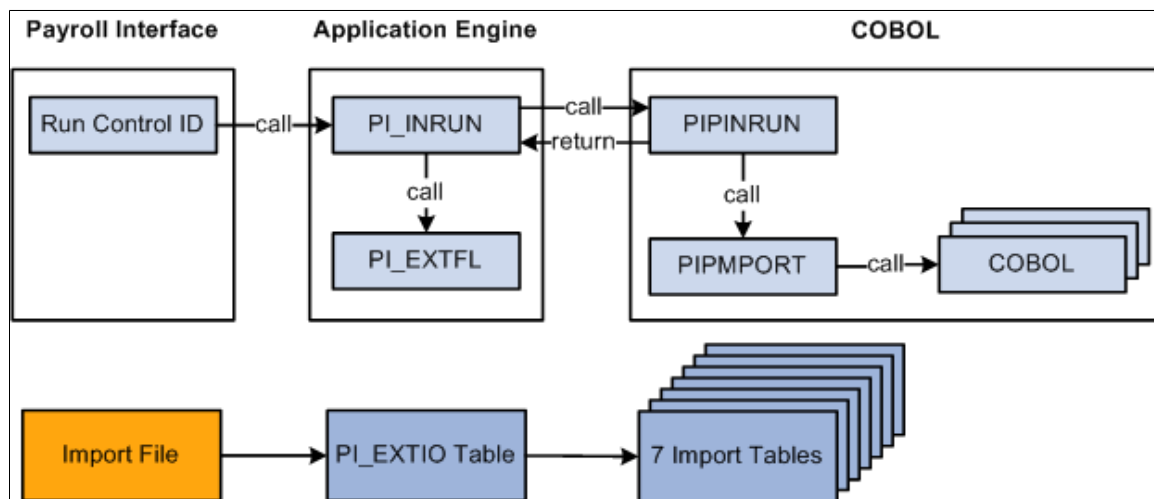 Payroll Interface
Application Engine
COBOL
Run Control ID
call
PI_INRUN
call
return
PIPINRUN
call
call
PI_EXTFL
PIPMPORT
call
COBOL
Import File
PI_EXTIO Table
7 Import Tables